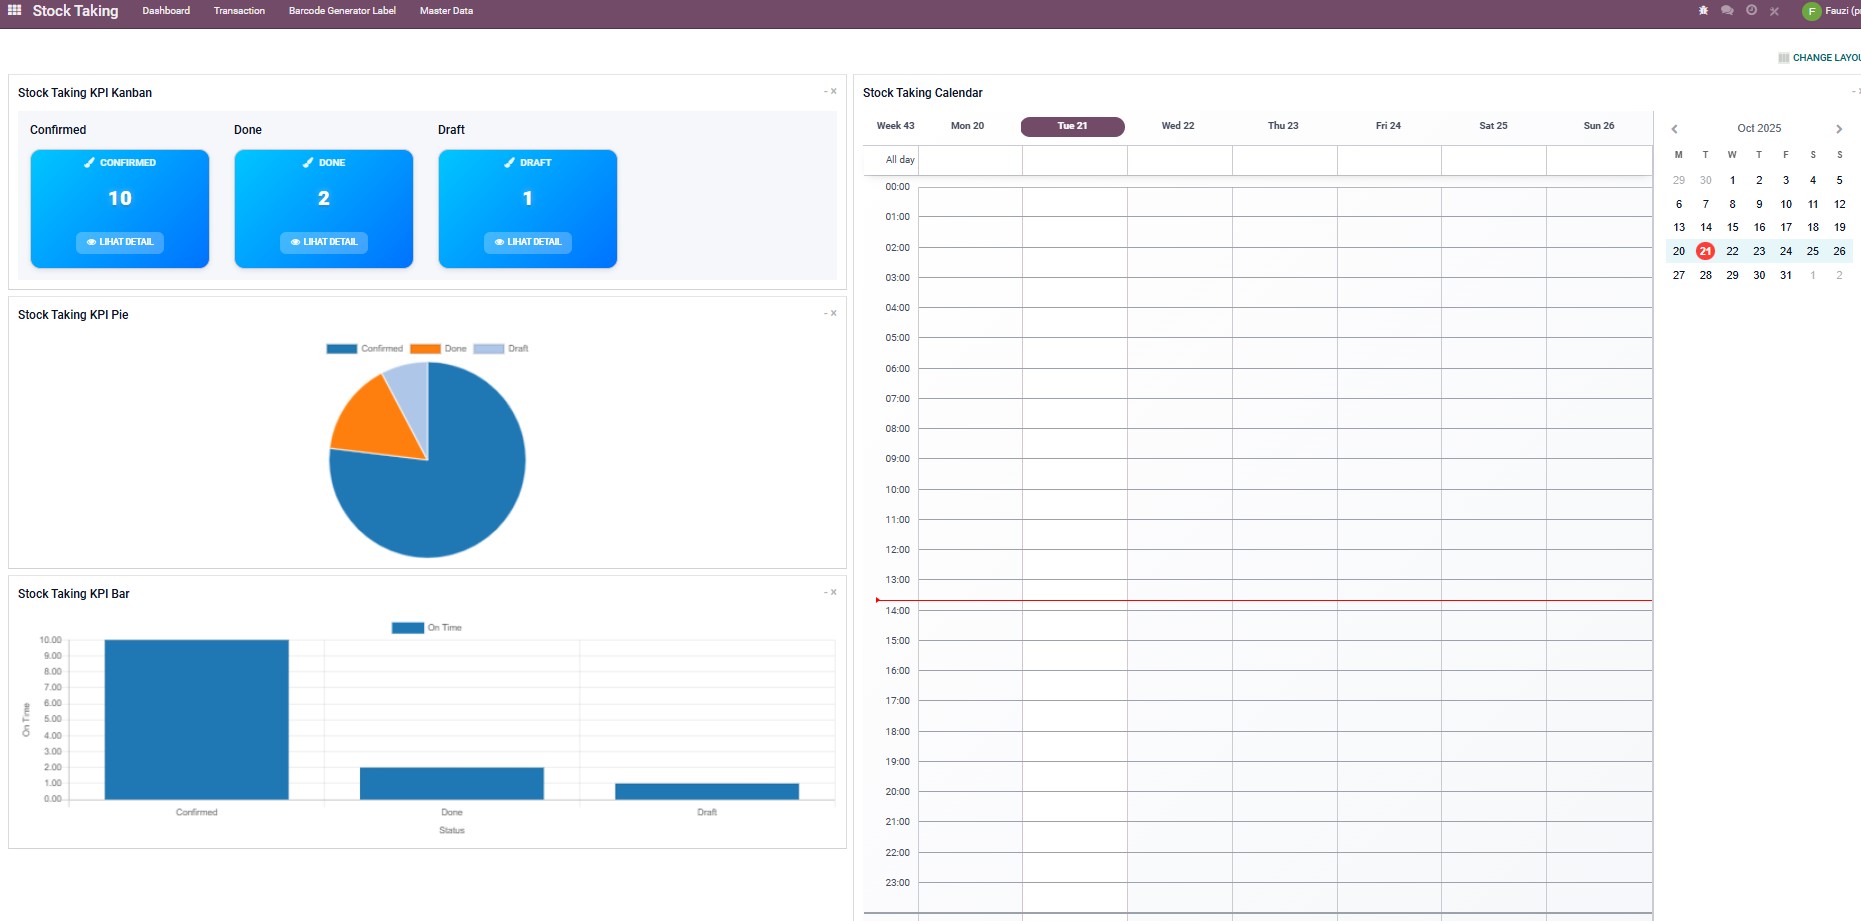 Stock Taking Dashboard Transaction Barcode Generator Label Master Data F Fauzi
CHANGE
Stock Taking KPI Kanban
Confirmed Done Draft
CONFIRMED DONE DRAFT
10 2 1
LIHAT DETAIL LIHAT DETAIL LIHAT DETAIL
Stock Taking KPI Pie
Confirmed Done Draft
Stock Taking KPI Bar
On Time
10.00
9.00
8.00
7.00
6.00
5.00
4.00
3.00
2.00
1.00
0.00
On Time
Confirmed Done Draft
Status
Stock Taking Calendar
Week 43 Mon 20 Tue 21 Wed 22 Thu 23 Fri 24 Sat 25 Sun 26
All day
00:00
01:00
02:00
03:00
04:00
05:00
06:00
07:00
08:00
09:00
10:00
11:00
12:00
13:00
14:00
15:00
16:00
17:00
18:00
19:00
20:00
21:00
22:00
23:00
Oct 2025
M T W T F S S
29 30 1 2 3 4 5
6 7 8 9 10 11 12
13 14 15 16 17 18 19
20 21 22 23 24 25 26
27 28 29 30 31 1 2